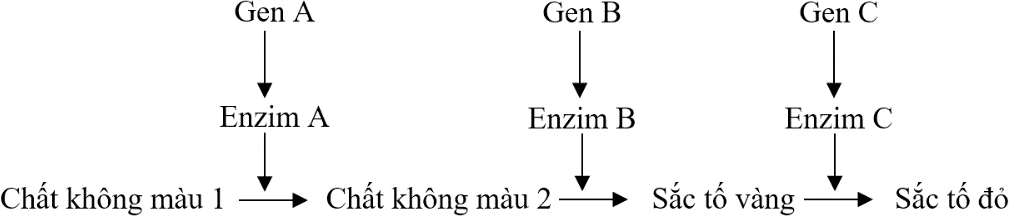 Gen A Gen B Gen C
Enzim A Enzim B Enzim C
Chất không màu 1 Chất không màu 2 Sắc tố vàng Sắc tố đỏ